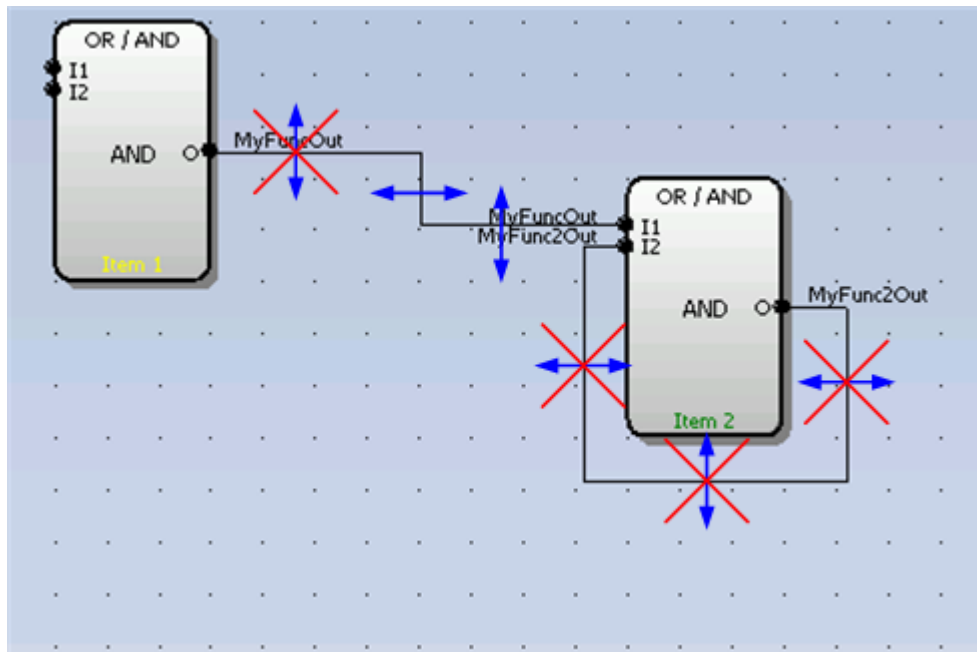 OR / AND
I1
I2
MyFuncOut
AND
Item 1
OR / AND
MyFuncOut
I1
MyFunc2Out
I2
MyFunc2Out
AND
Item 2